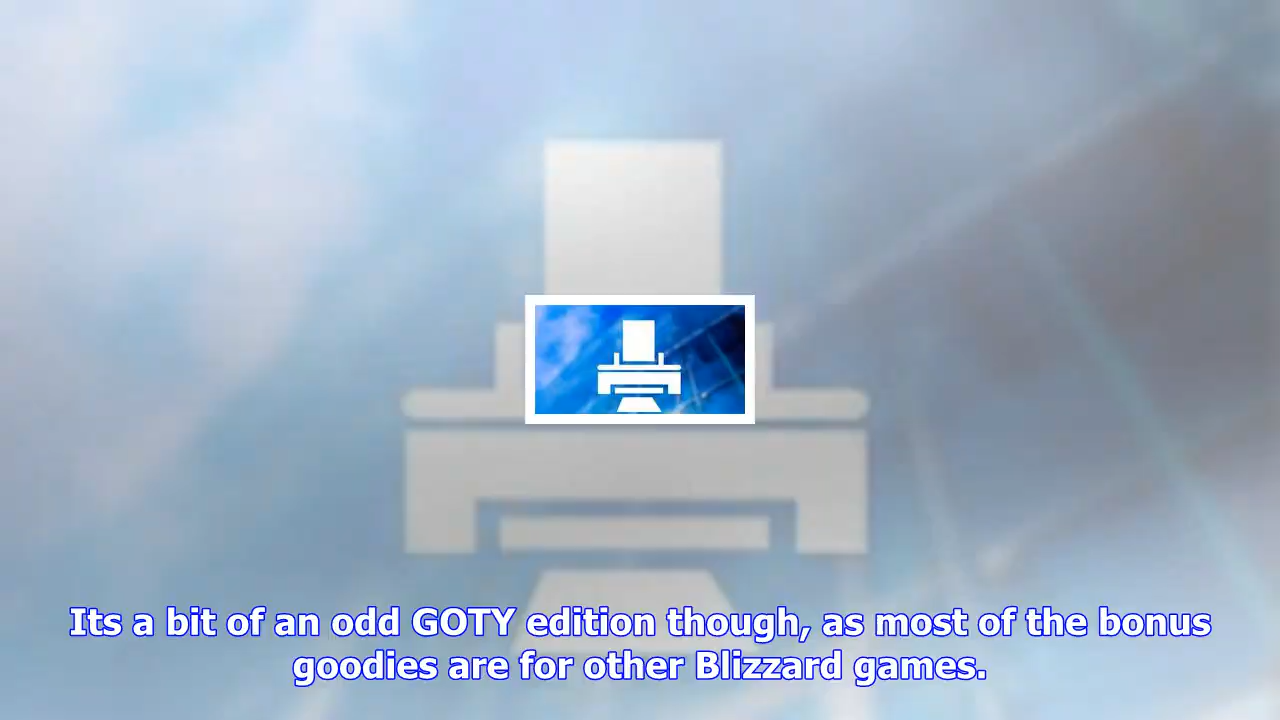 Its a bit of an odd GOTY edition though, as most of the bonus
goodies are for other Blizzard games.